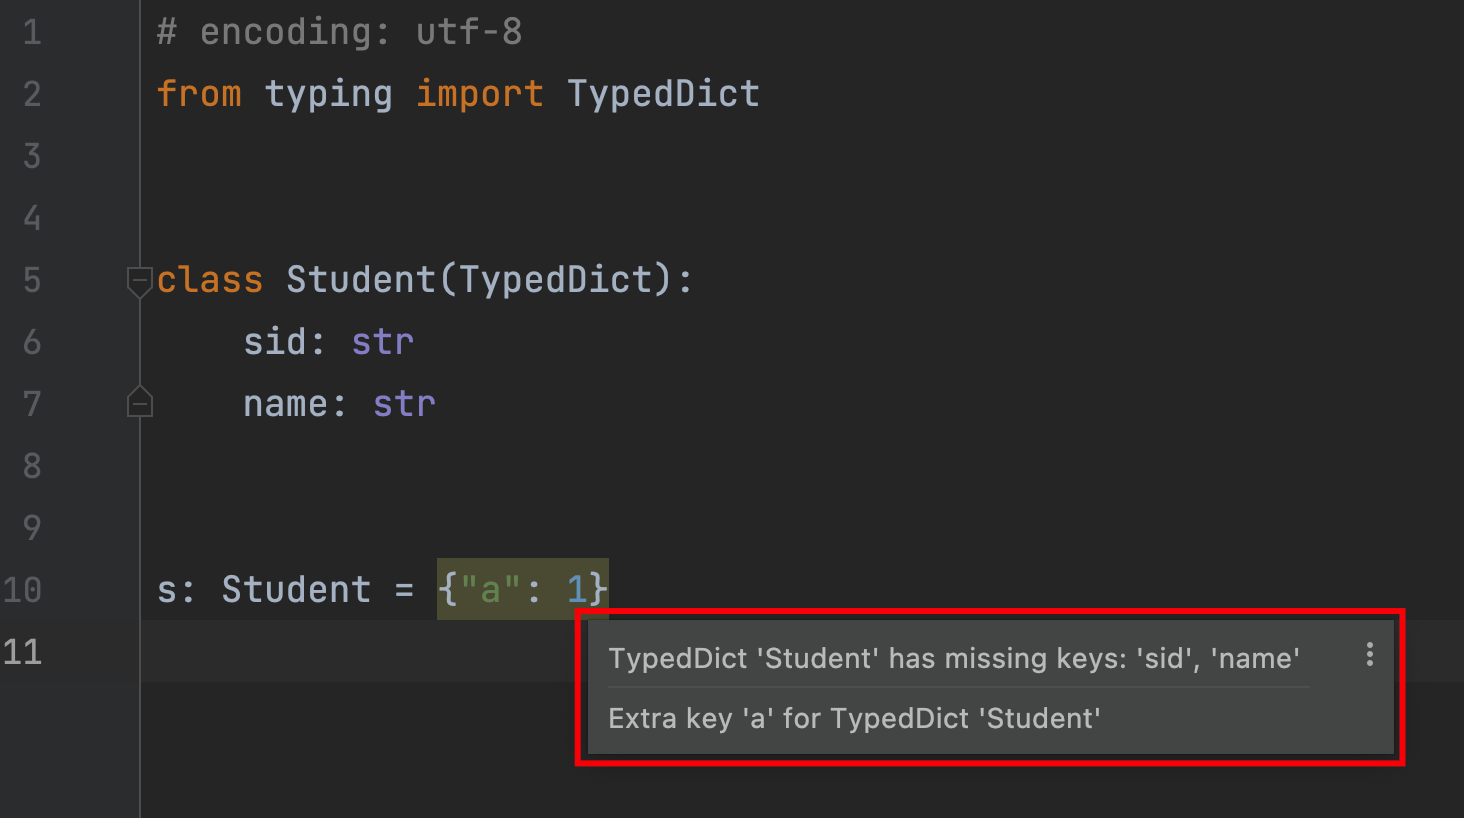 1 # encoding: utf-8
2 from typing import TypedDict
3
4
5 class Student(TypedDict):
6     sid: str
7     name: str
8
9
10 s: Student = {"a": 1}
11
TypedDict 'Student' has missing keys: 'sid', 'name'
Extra key 'a' for TypedDict 'Student'